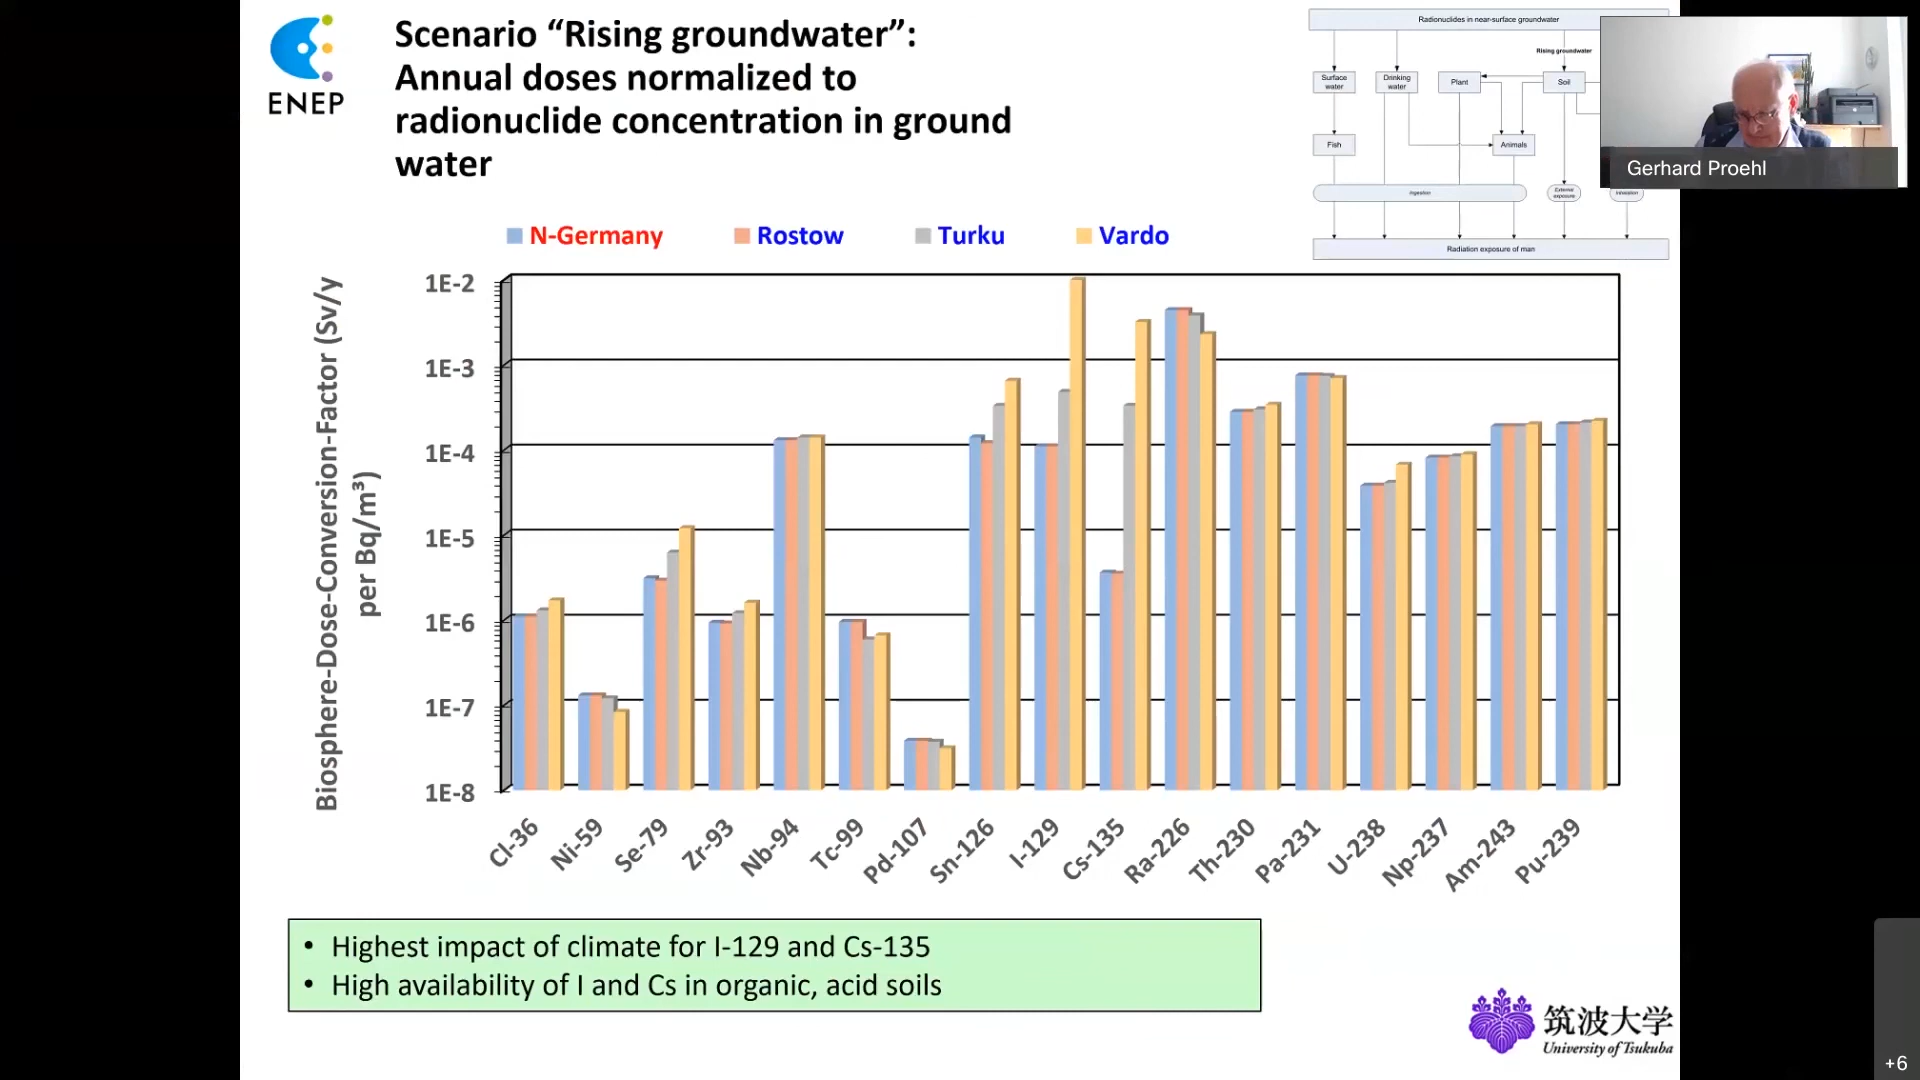 ENEP
Scenario “Rising groundwater”:
Annual doses normalized to
radionuclide concentration in ground
water
Radionuclides in near-surface groundwater
Rising groundwater
Surface
water
Drinking
water
Plant
Soil
Fish
Animals
Ingestion
External
exposure
Inhalation
Radiation exposure of man
Gerhard Proehl
N-Germany
Rostow
Turku
Vardo
Biosphere-Dose-Conversion-Factor (Sv/y
per Bq/m³)
1E-2
1E-3
1E-4
1E-5
1E-6
1E-7
1E-8
Cl-36
Ni-59
Se-79
Zr-93
Nb-94
Tc-99
Pd-107
Sn-126
I-129
Cs-135
Ra-226
Th-230
Pa-231
U-238
Np-237
Am-243
Pu-239
• Highest impact of climate for I-129 and Cs-135
• High availability of I and Cs in organic, acid soils
筑波大学
University of Tsukuba
+6